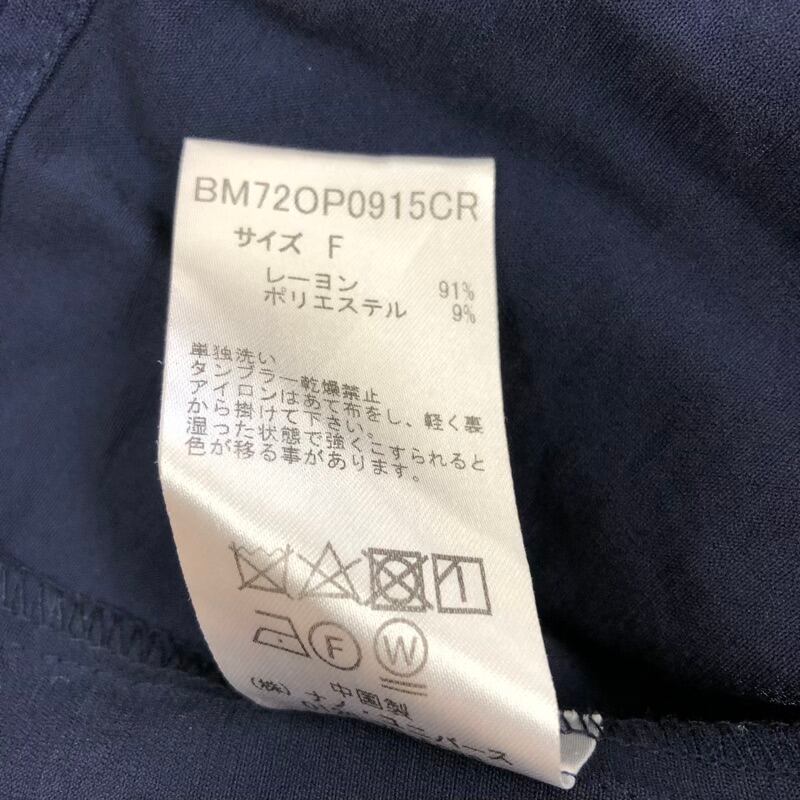 BM72OP0915CR
サイズ F
レーヨン 91%
ポリエステル 9%
単独洗い
タンブラー乾燥禁止
アイロンはあて布をし、軽く裏
から掛けて下さい。
湿った状態で強くこすられると
色が移る事があります。
F W
中国製
(株)